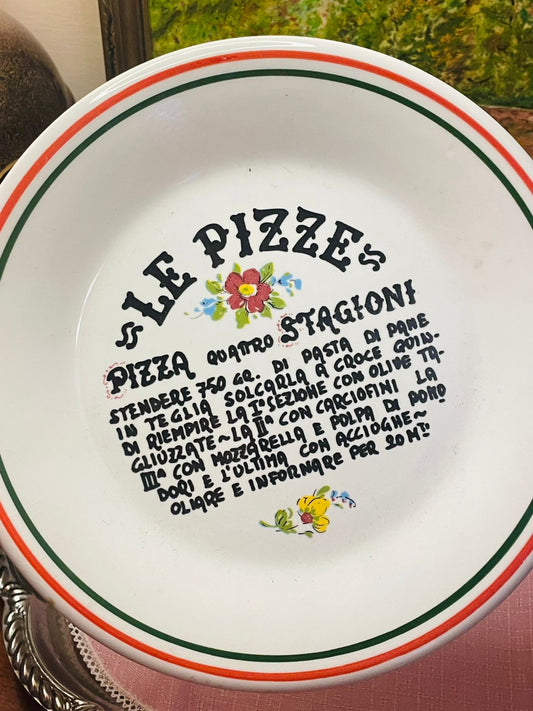 LE PIZZE
PIZZA QUATTRO STAGIONI
STENDERE 750 GR. DI PASTA DI PANE
IN TEGLIA SOLCARLA A CROCE QUIN-
DI RIEMPIRE LA Iª SEZIONE CON OLIVE TA-
GLIUZZATE ~ LA IIª CON CARCIOFINI LA
IIIª CON MOZZARELLA E POLPA DI POMO
DORI E L'ULTIMA CON ACCIOGHE ~
OLIARE E INFORNARE PER 20 MT.